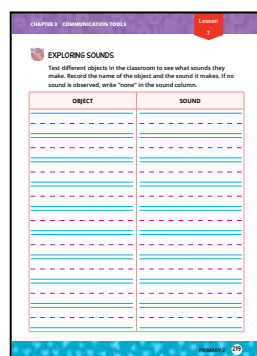 CHAPTER 3 COMMUNICATION TOOLS
Lesson
7
EXPLORING SOUNDS
Test different objects in the classroom to see what sounds they
make. Record the name of the object and the sound it makes. If no
sound is observed, write “none” in the sound column.
OBJECT SOUND
PRIMARY 2 219